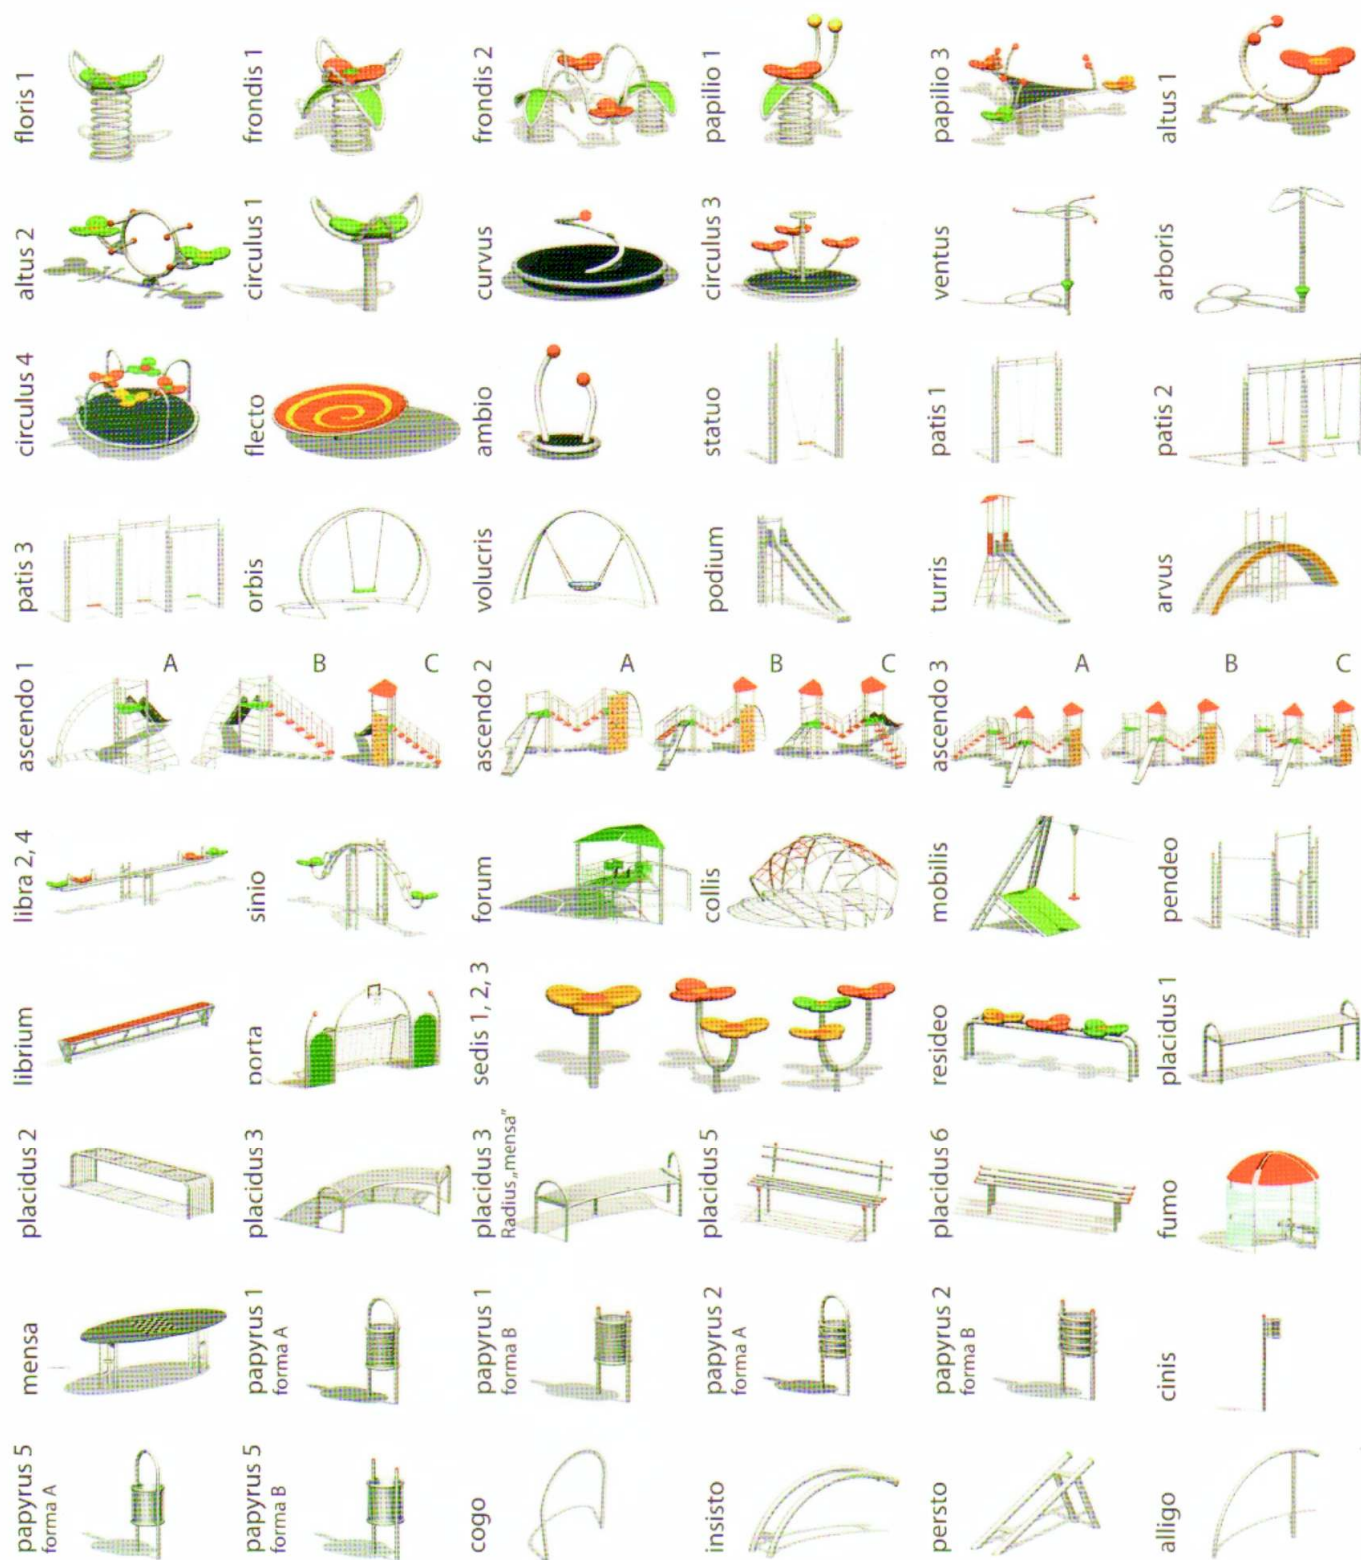 floris 1
frondis 1
frondis 2
papilio 1
papilio 3
altus 1
altus 2
circulus 1
curvus
circulus 3
ventus
arboris
circulus 4
flecto
ambio
statuo
patis 1
patis 2
patis 3
orbis
volucris
podium
turris
arvus
ascendo 1
A
B
C
ascendo 2
A
B
C
ascendo 3
A
B
C
libra 2, 4
sinio
forum
collis
mobilis
pendeo
librium
porta
sedis 1, 2, 3
resideo
placidus 1
placidus 2
placidus 3
placidus 3
Radius „mensa"
placidus 5
placidus 6
fumo
mensa
papyrus 1
forma A
papyrus 1
forma B
papyrus 2
forma A
papyrus 2
forma B
cinis
papyrus 5
forma A
papyrus 5
forma B
cogo
insisto
persto
alligo